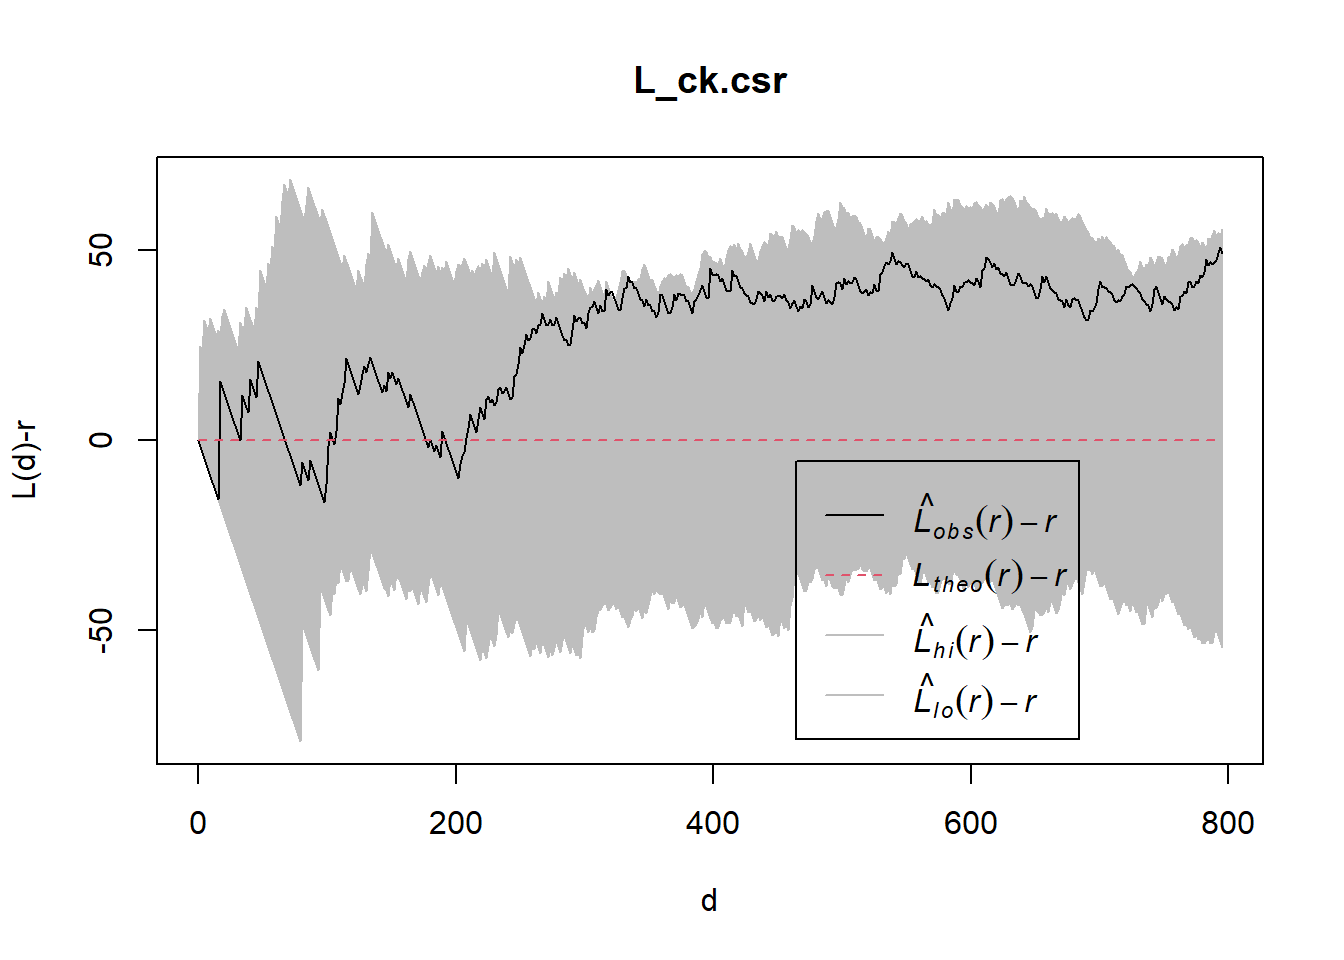 L_ck.csr
L(d)-r
50
0
-50
L̂obs(r) – r
Ltheo(r) – r
L̂hi(r) – r
L̂lo(r) – r
0 200 400 600 800
d